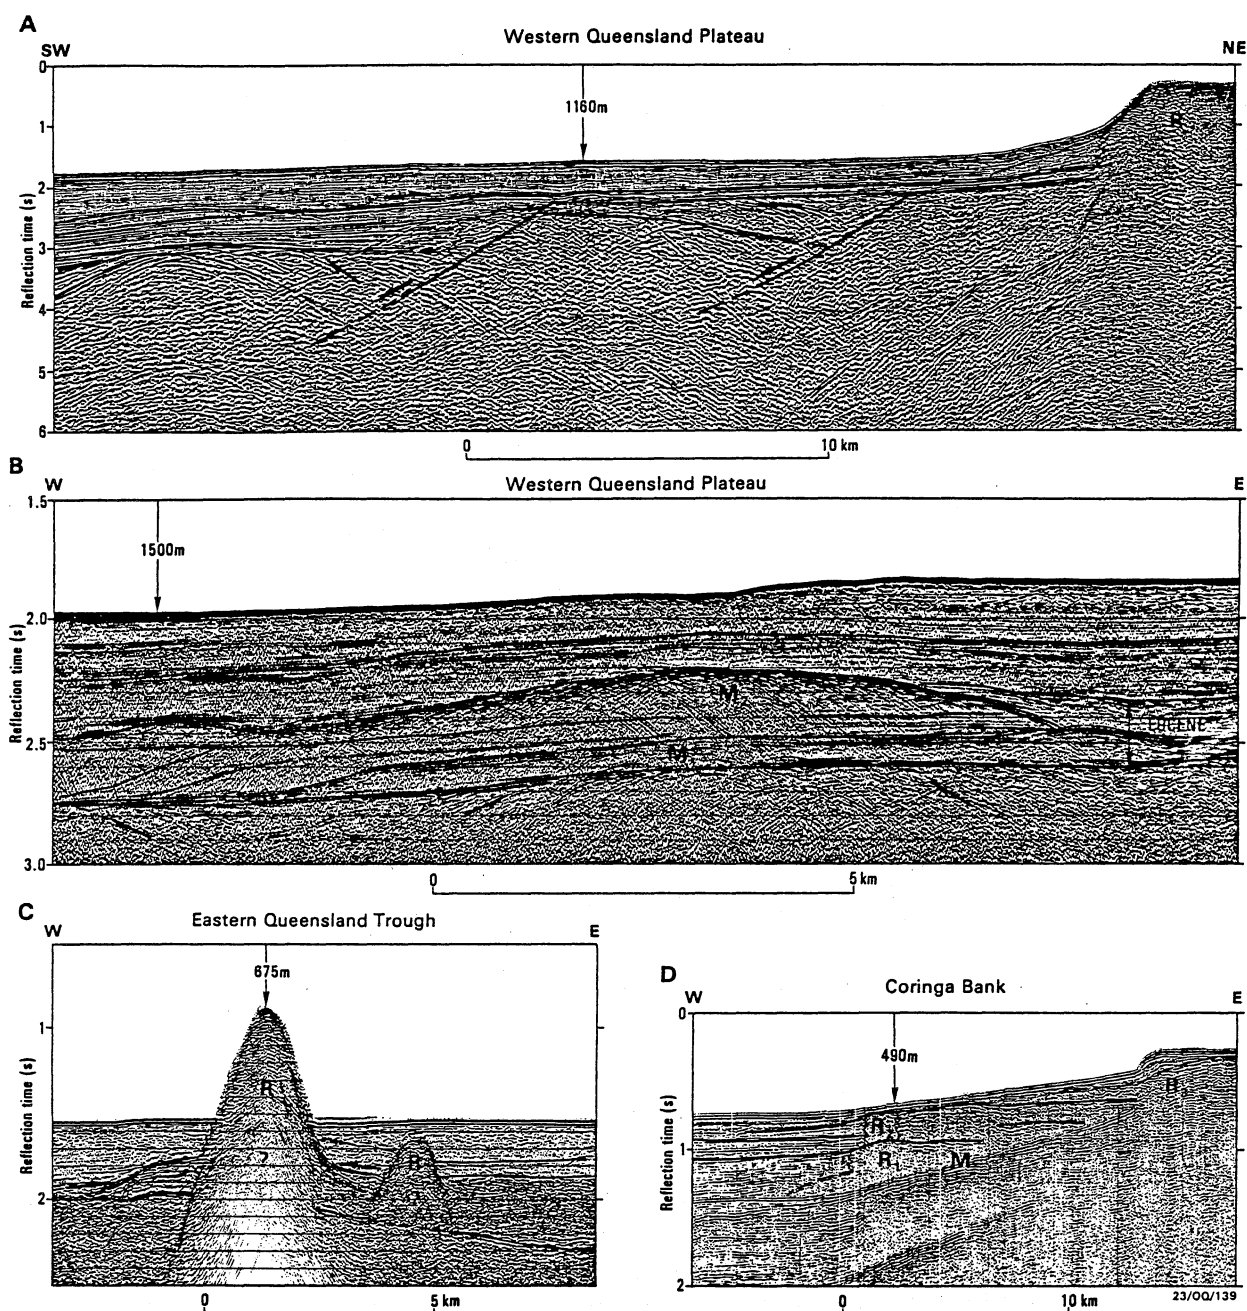 A
Western Queensland Plateau
SW
NE
0
1
2
3
4
5
6
Reflection time (s)
1160m
R
0
10 km
B
Western Queensland Plateau
W
E
1.5
2.0
2.5
3.0
Reflection time (s)
1500m
M
M
EOCENE
0
5 km
C
Eastern Queensland Trough
W
E
1
2
Reflection time (s)
675m
R
?
R
0
5 km
D
Coringa Bank
W
E
0
1
2
Reflection time (s)
490m
R
R
R
M
0
10 km
23/OQ/139